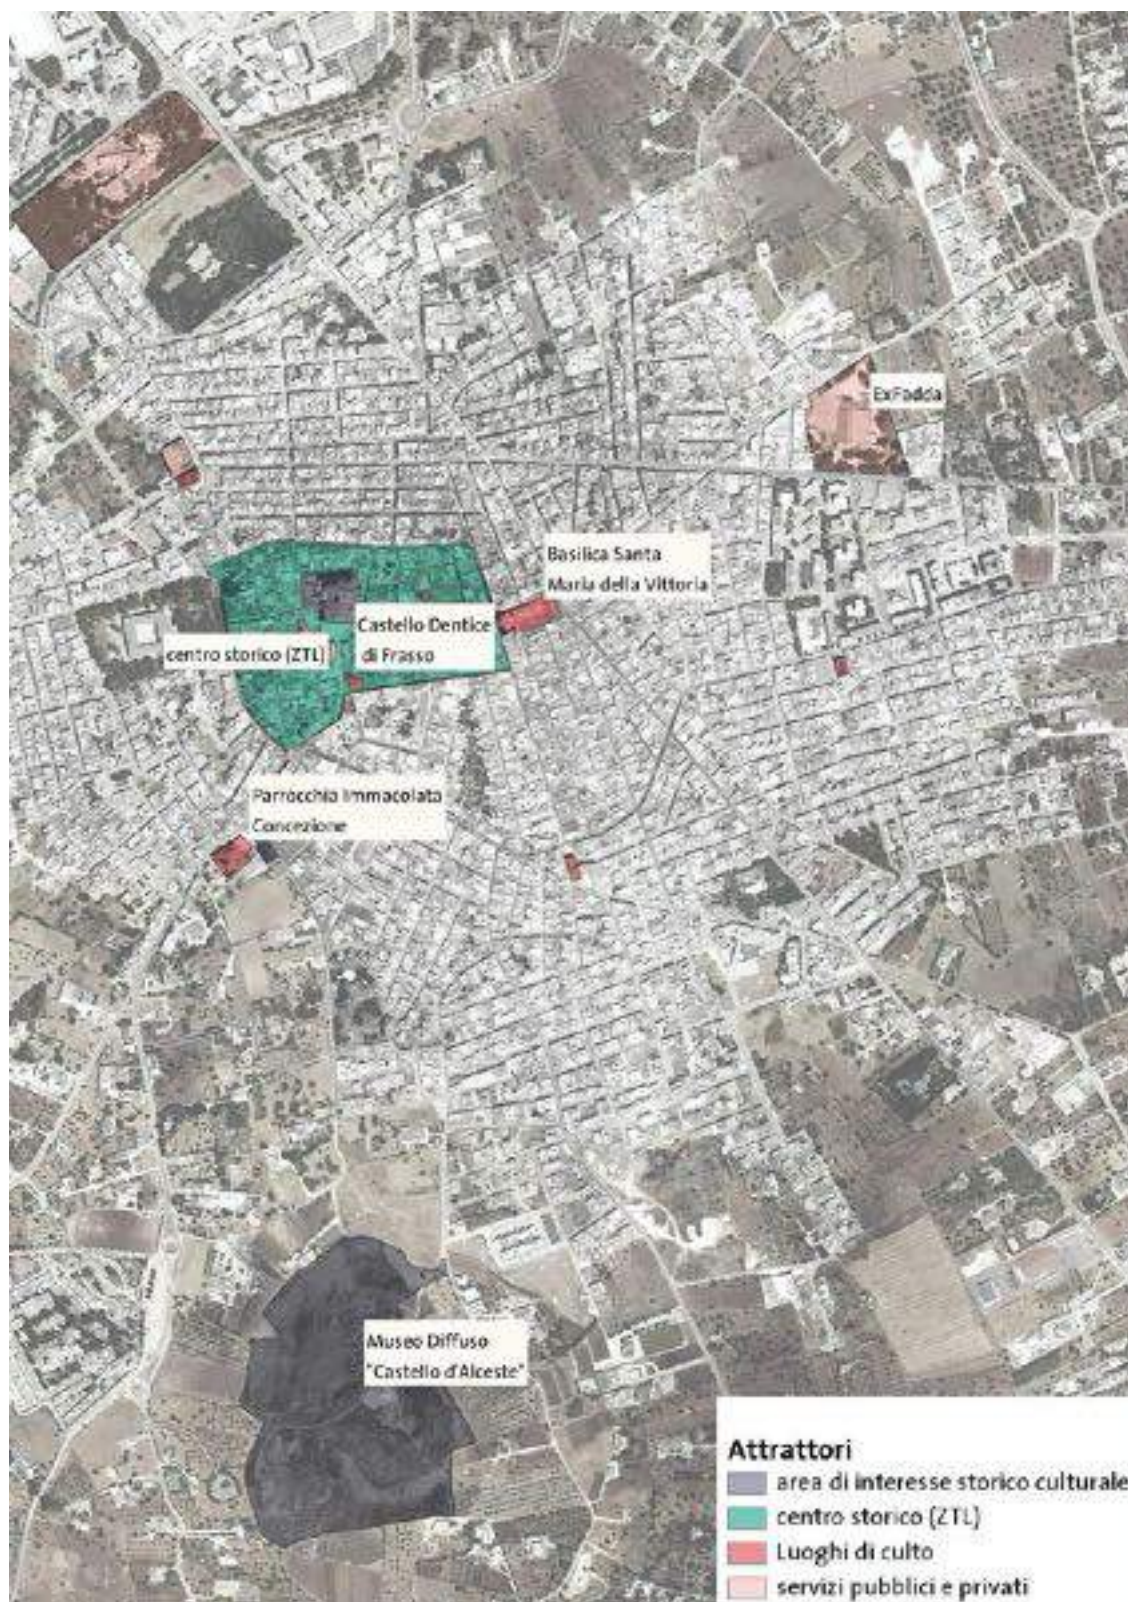 ExFadda
Basilica Santa
Maria della Vittoria
Castello Dentice
di Frasso
centro storico (ZTL)
Parrocchia Immacolata
Concezione
Museo Diffuso
"Castello d'Alceste"
Attrattori
area di interesse storico culturale
centro storico (ZTL)
Luoghi di culto
servizi pubblici e privati